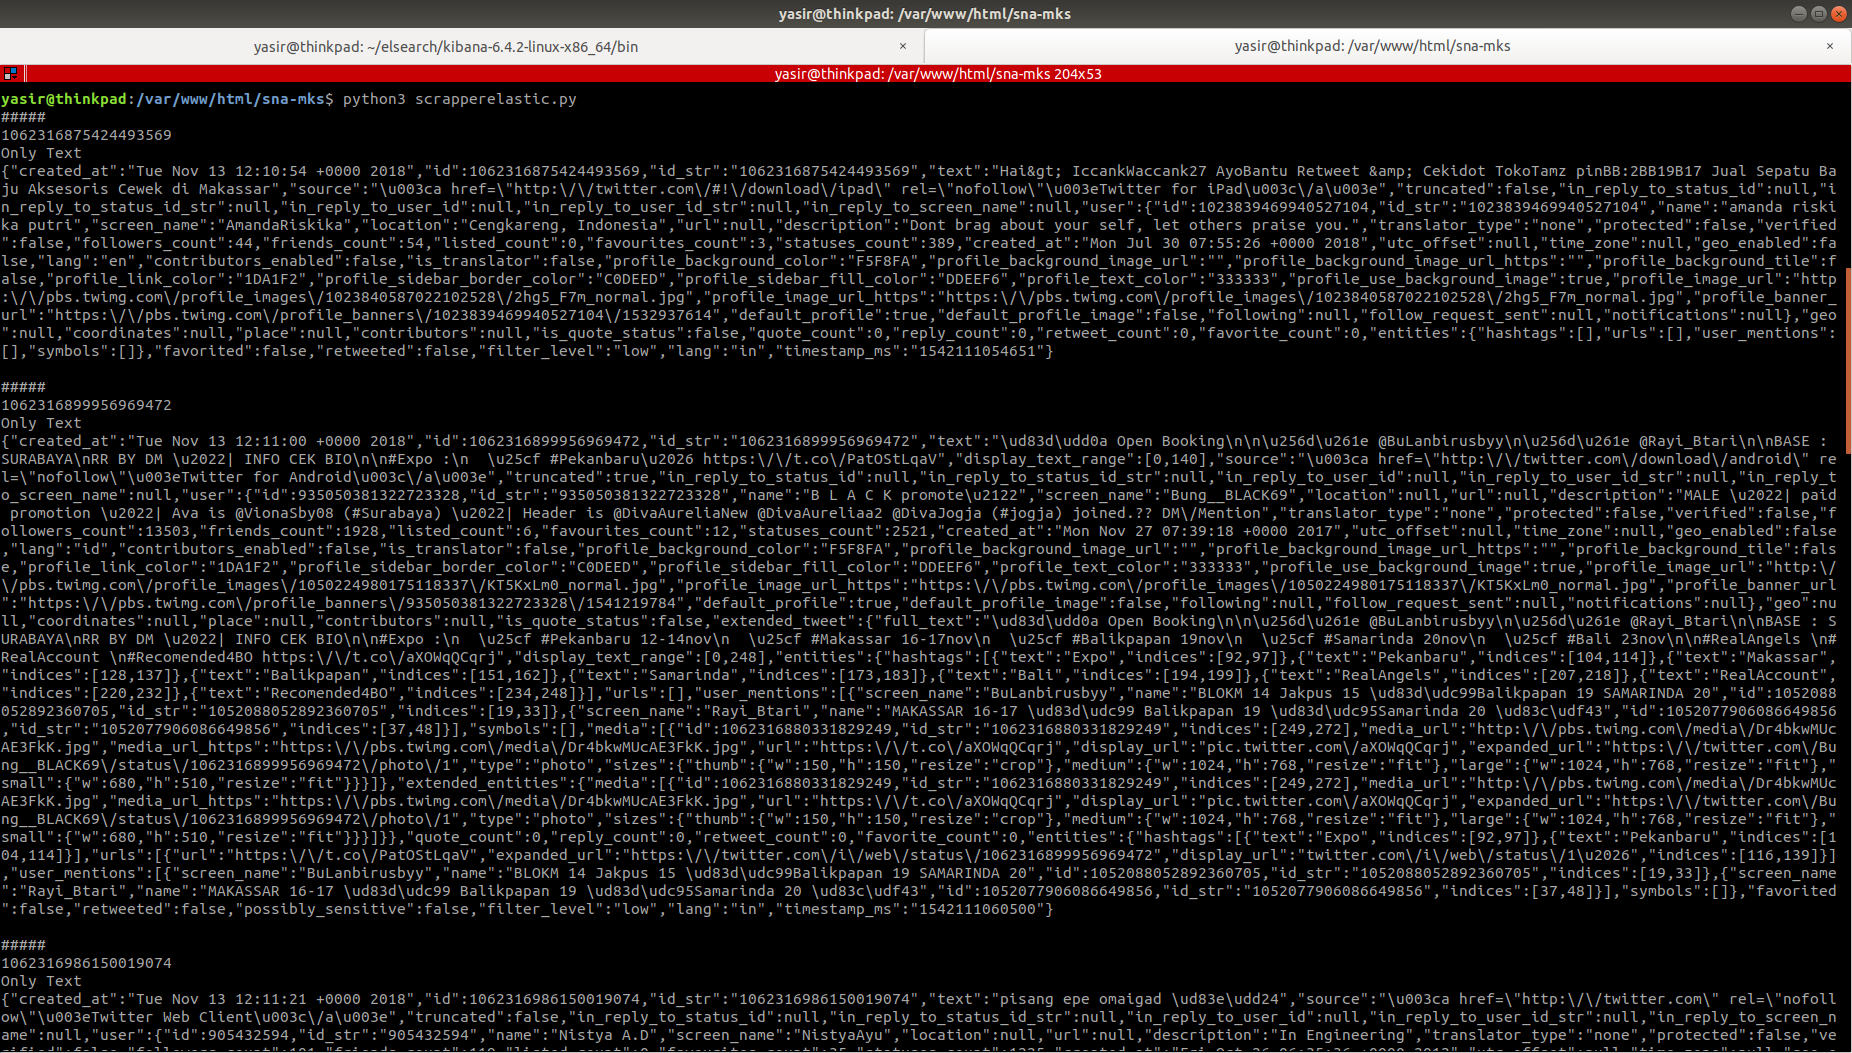 yasir@thinkpad: /var/www/html/sna-mks
yasir@thinkpad: ~/elsearch/kibana-6.4.2-linux-x86_64/bin × yasir@thinkpad: /var/www/html/sna-mks ×
yasir@thinkpad: /var/www/html/sna-mks 204x53
yasir@thinkpad:/var/www/html/sna-mks$ python3 scrapperelastic.py
#####
1062316875424493569
Only Text
{"created_at":"Tue Nov 13 12:10:54 +0000 2018","id":1062316875424493569,"id_str":"1062316875424493569","text":"Hai&gt; IccankWaccank27 AyoBantu Retweet &amp; Cekidot TokoTamz pinBB:2BB19B17 Jual Sepatu Ba
ju Aksesoris Cewek di Makassar","source":"\u003ca href=\"http:\/\/twitter.com\/#!\/download\/ipad\" rel=\"nofollow\"\u003eTwitter for iPad\u003c\/a\u003e","truncated":false,"in_reply_to_status_id":null,"i
n_reply_to_status_id_str":null,"in_reply_to_user_id":null,"in_reply_to_user_id_str":null,"in_reply_to_screen_name":null,"user":{"id":1023839469940527104,"id_str":"1023839469940527104","name":"amanda riski
ka putri","screen_name":"AmandaRiskika","location":"Cengkareng, Indonesia","url":null,"description":"Dont brag about your self, let others praise you.","translator_type":"none","protected":false,"verified
":false,"followers_count":44,"friends_count":54,"listed_count":0,"favourites_count":3,"statuses_count":389,"created_at":"Mon Jul 30 07:55:26 +0000 2018","utc_offset":null,"time_zone":null,"geo_enabled":fa
lse,"lang":"en","contributors_enabled":false,"is_translator":false,"profile_background_color":"F5F8FA","profile_background_image_url":"","profile_background_image_url_https":"","profile_background_tile":f
alse,"profile_link_color":"1DA1F2","profile_sidebar_border_color":"C0DEED","profile_sidebar_fill_color":"DDEEF6","profile_text_color":"333333","profile_use_background_image":true,"profile_image_url":"http
:\/\/pbs.twimg.com\/profile_images\/1023840587022102528\/2hg5_F7m_normal.jpg","profile_image_url_https":"https:\/\/pbs.twimg.com\/profile_images\/1023840587022102528\/2hg5_F7m_normal.jpg","profile_banner_
url":"https:\/\/pbs.twimg.com\/profile_banners\/1023839469940527104\/1532937614","default_profile":true,"default_profile_image":false,"following":null,"follow_request_sent":null,"notifications":null},"geo
":null,"coordinates":null,"place":null,"contributors":null,"is_quote_status":false,"quote_count":0,"reply_count":0,"retweet_count":0,"favorite_count":0,"entities":{"hashtags":[],"urls":[],"user_mentions":
[],"symbols":[]},"favorited":false,"retweeted":false,"filter_level":"low","lang":"in","timestamp_ms":"1542111054651"}
#####
1062316899956969472
Only Text
{"created_at":"Tue Nov 13 12:11:00 +0000 2018","id":1062316899956969472,"id_str":"1062316899956969472","text":"\ud83d\udd0a Open Booking\n\n\u256d\u261e @BuLanbirusbyy\n\u256d\u261e @Rayi_Btari\n\nBASE :
SURABAYA\nRR BY DM \u2022| INFO CEK BIO\n\n#Expo :\n  \u25cf #Pekanbaru\u2026 https:\/\/t.co\/PatOStLqaV","display_text_range":[0,140],"source":"\u003ca href=\"http:\/\/twitter.com\/download\/android\" re
l=\"nofollow\"\u003eTwitter for Android\u003c\/a\u003e","truncated":true,"in_reply_to_status_id":null,"in_reply_to_status_id_str":null,"in_reply_to_user_id":null,"in_reply_to_user_id_str":null,"in_reply_t
o_screen_name":null,"user":{"id":935050381322723328,"id_str":"935050381322723328","name":"B L A C K promote\u2122","screen_name":"Bung__BLACK69","location":null,"url":null,"description":"MALE \u2022| paid
 promotion \u2022| Ava is @VionaSby08 (#Surabaya) \u2022| Header is @DivaAureliaNew @DivaAureliaa2 @DivaJogja (#jogja) joined.?? DM\/Mention","translator_type":"none","protected":false,"verified":false,"f
ollowers_count":13503,"friends_count":1928,"listed_count":6,"favourites_count":12,"statuses_count":2521,"created_at":"Mon Nov 27 07:39:18 +0000 2017","utc_offset":null,"time_zone":null,"geo_enabled":false
,"lang":"id","contributors_enabled":false,"is_translator":false,"profile_background_color":"F5F8FA","profile_background_image_url":"","profile_background_image_url_https":"","profile_background_tile":fals
e,"profile_link_color":"1DA1F2","profile_sidebar_border_color":"C0DEED","profile_sidebar_fill_color":"DDEEF6","profile_text_color":"333333","profile_use_background_image":true,"profile_image_url":"http:\/
\/pbs.twimg.com\/profile_images\/1050224980175118337\/KT5KxLm0_normal.jpg","profile_image_url_https":"https:\/\/pbs.twimg.com\/profile_images\/1050224980175118337\/KT5KxLm0_normal.jpg","profile_banner_url
":"https:\/\/pbs.twimg.com\/profile_banners\/935050381322723328\/1541219784","default_profile":true,"default_profile_image":false,"following":null,"follow_request_sent":null,"notifications":null},"geo":nu
ll,"coordinates":null,"place":null,"contributors":null,"is_quote_status":false,"extended_tweet":{"full_text":"\ud83d\udd0a Open Booking\n\n\u256d\u261e @BuLanbirusbyy\n\u256d\u261e @Rayi_Btari\n\nBASE : S
URABAYA\nRR BY DM \u2022| INFO CEK BIO\n\n#Expo :\n  \u25cf #Pekanbaru 12-14nov\n  \u25cf #Makassar 16-17nov\n  \u25cf #Balikpapan 19nov\n  \u25cf #Samarinda 20nov\n  \u25cf #Bali 23nov\n\n#RealAngels \n#
RealAccount \n#Recomended4BO https:\/\/t.co\/aXOWqQCqrj","display_text_range":[0,248],"entities":{"hashtags":[{"text":"Expo","indices":[92,97]},{"text":"Pekanbaru","indices":[104,114]},{"text":"Makassar",
"indices":[128,137]},{"text":"Balikpapan","indices":[151,162]},{"text":"Samarinda","indices":[173,183]},{"text":"Bali","indices":[194,199]},{"text":"RealAngels","indices":[207,218]},{"text":"RealAccount",
"indices":[220,232]},{"text":"Recomended4BO","indices":[234,248]}],"urls":[],"user_mentions":[{"screen_name":"BuLanbirusbyy","name":"BLOKM 14 Jakpus 15 \ud83d\udc99Balikpapan 19 SAMARINDA 20","id":1052088
052892360705,"id_str":"1052088052892360705","indices":[19,33]},{"screen_name":"Rayi_Btari","name":"MAKASSAR 16-17 \ud83d\udc99 Balikpapan 19 \ud83d\udc95Samarinda 20 \ud83c\udf43","id":1052077906086649856
,"id_str":"1052077906086649856","indices":[37,48]}],"symbols":[],"media":[{"id":1062316880331829249,"id_str":"1062316880331829249","indices":[249,272],"media_url":"http:\/\/pbs.twimg.com\/media\/Dr4bkwMUc
AE3FkK.jpg","media_url_https":"https:\/\/pbs.twimg.com\/media\/Dr4bkwMUcAE3FkK.jpg","url":"https:\/\/t.co\/aXOWqQCqrj","display_url":"pic.twitter.com\/aXOWqQCqrj","expanded_url":"https:\/\/twitter.com\/Bu
ng__BLACK69\/status\/1062316899956969472\/photo\/1","type":"photo","sizes":{"thumb":{"w":150,"h":150,"resize":"crop"},"medium":{"w":1024,"h":768,"resize":"fit"},"large":{"w":1024,"h":768,"resize":"fit"},"
small":{"w":680,"h":510,"resize":"fit"}}}]},"extended_entities":{"media":[{"id":1062316880331829249,"id_str":"1062316880331829249","indices":[249,272],"media_url":"http:\/\/pbs.twimg.com\/media\/Dr4bkwMUc
AE3FkK.jpg","media_url_https":"https:\/\/pbs.twimg.com\/media\/Dr4bkwMUcAE3FkK.jpg","url":"https:\/\/t.co\/aXOWqQCqrj","display_url":"pic.twitter.com\/aXOWqQCqrj","expanded_url":"https:\/\/twitter.com\/Bu
ng__BLACK69\/status\/1062316899956969472\/photo\/1","type":"photo","sizes":{"thumb":{"w":150,"h":150,"resize":"crop"},"medium":{"w":1024,"h":768,"resize":"fit"},"large":{"w":1024,"h":768,"resize":"fit"},"
small":{"w":680,"h":510,"resize":"fit"}}}]}},"quote_count":0,"reply_count":0,"retweet_count":0,"favorite_count":0,"entities":{"hashtags":[{"text":"Expo","indices":[92,97]},{"text":"Pekanbaru","indices":[1
04,114]}],"urls":[{"url":"https:\/\/t.co\/PatOStLqaV","expanded_url":"https:\/\/twitter.com\/i\/web\/status\/1062316899956969472","display_url":"twitter.com\/i\/web\/status\/1\u2026","indices":[116,139]}]
,"user_mentions":[{"screen_name":"BuLanbirusbyy","name":"BLOKM 14 Jakpus 15 \ud83d\udc99Balikpapan 19 SAMARINDA 20","id":1052088052892360705,"id_str":"1052088052892360705","indices":[19,33]},{"screen_name
":"Rayi_Btari","name":"MAKASSAR 16-17 \ud83d\udc99 Balikpapan 19 \ud83d\udc95Samarinda 20 \ud83c\udf43","id":1052077906086649856,"id_str":"1052077906086649856","indices":[37,48]}],"symbols":[]},"favorited
":false,"retweeted":false,"possibly_sensitive":false,"filter_level":"low","lang":"in","timestamp_ms":"1542111060500"}
#####
1062316986150019074
Only Text
{"created_at":"Tue Nov 13 12:11:21 +0000 2018","id":1062316986150019074,"id_str":"1062316986150019074","text":"pisang epe omaigad \ud83e\udd24","source":"\u003ca href=\"http:\/\/twitter.com\" rel=\"nofoll
ow\"\u003eTwitter Web Client\u003c\/a\u003e","truncated":false,"in_reply_to_status_id":null,"in_reply_to_status_id_str":null,"in_reply_to_user_id":null,"in_reply_to_user_id_str":null,"in_reply_to_screen_n
ame":null,"user":{"id":905432594,"id_str":"905432594","name":"Nistya A.D","screen_name":"NistyaAyu","location":null,"url":null,"description":"In Engineering","translator_type":"none","protected":false,"ve